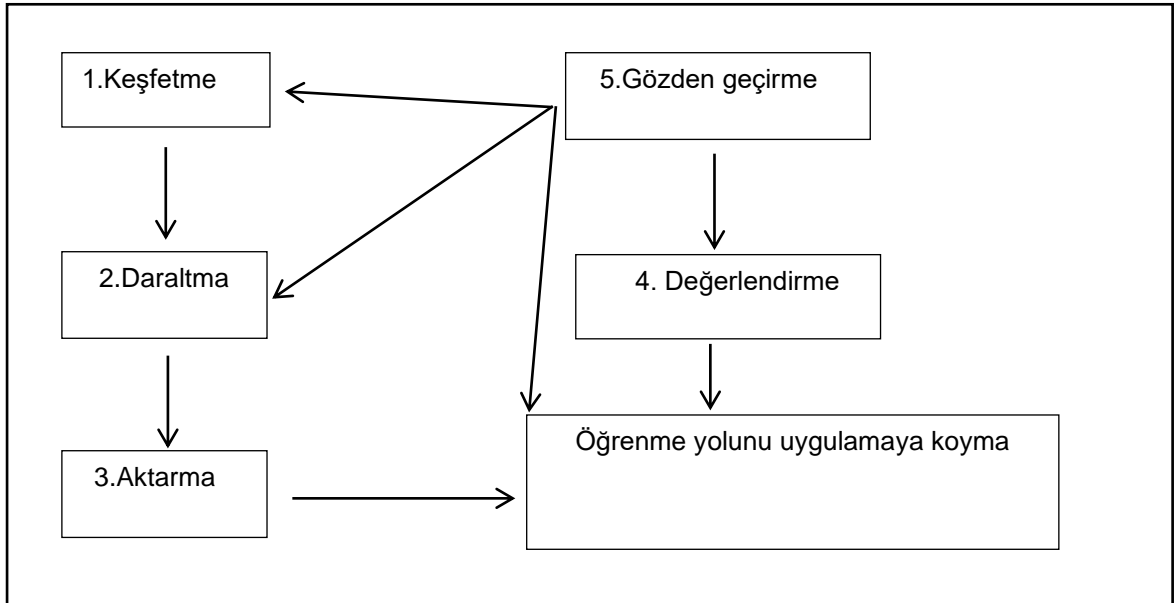 1.Keşfetme
5.Gözden geçirme
2.Daraltma
4. Değerlendirme
3.Aktarma
Öğrenme yolunu uygulamaya koyma